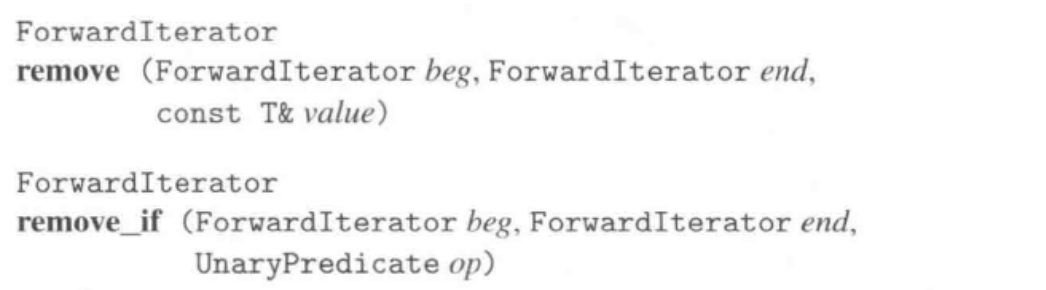 ForwardIterator
remove (ForwardIterator beg, ForwardIterator end,
const T& value)
ForwardIterator
remove_if (ForwardIterator beg, ForwardIterator end,
UnaryPredicate op)